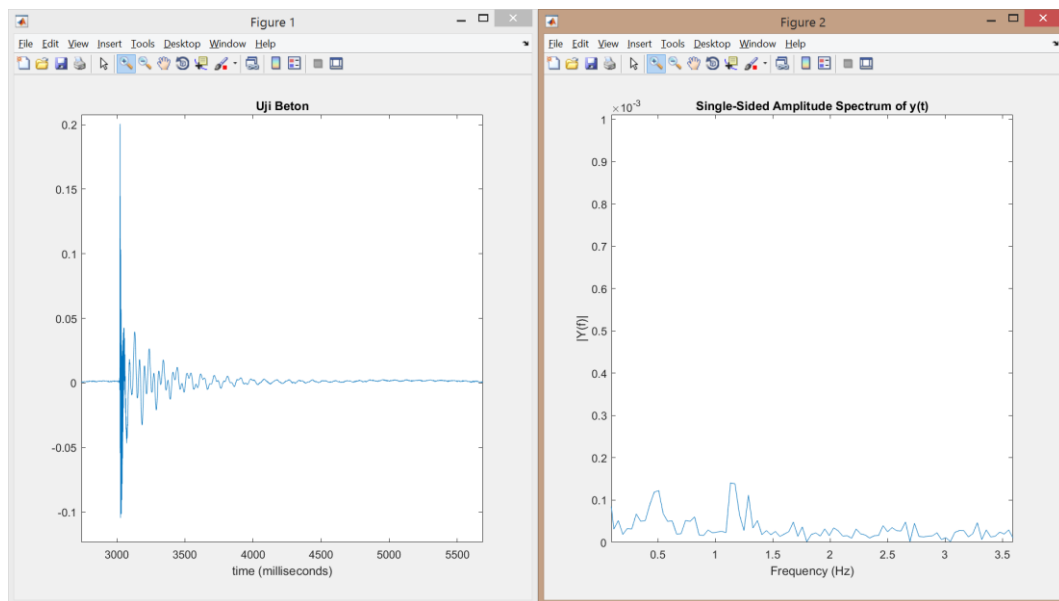 Figure 1
File Edit View Insert Tools Desktop Window Help
Uji Beton
0.2
0.15
0.1
0.05
0
-0.05
-0.1
3000 3500 4000 4500 5000 5500
time (milliseconds)
Figure 2
File Edit View Insert Tools Desktop Window Help
×10⁻³
Single-Sided Amplitude Spectrum of y(t)
1
0.9
0.8
0.7
0.6
0.5
0.4
0.3
0.2
0.1
0
|Y(f)|
0.5 1 1.5 2 2.5 3 3.5
Frequency (Hz)